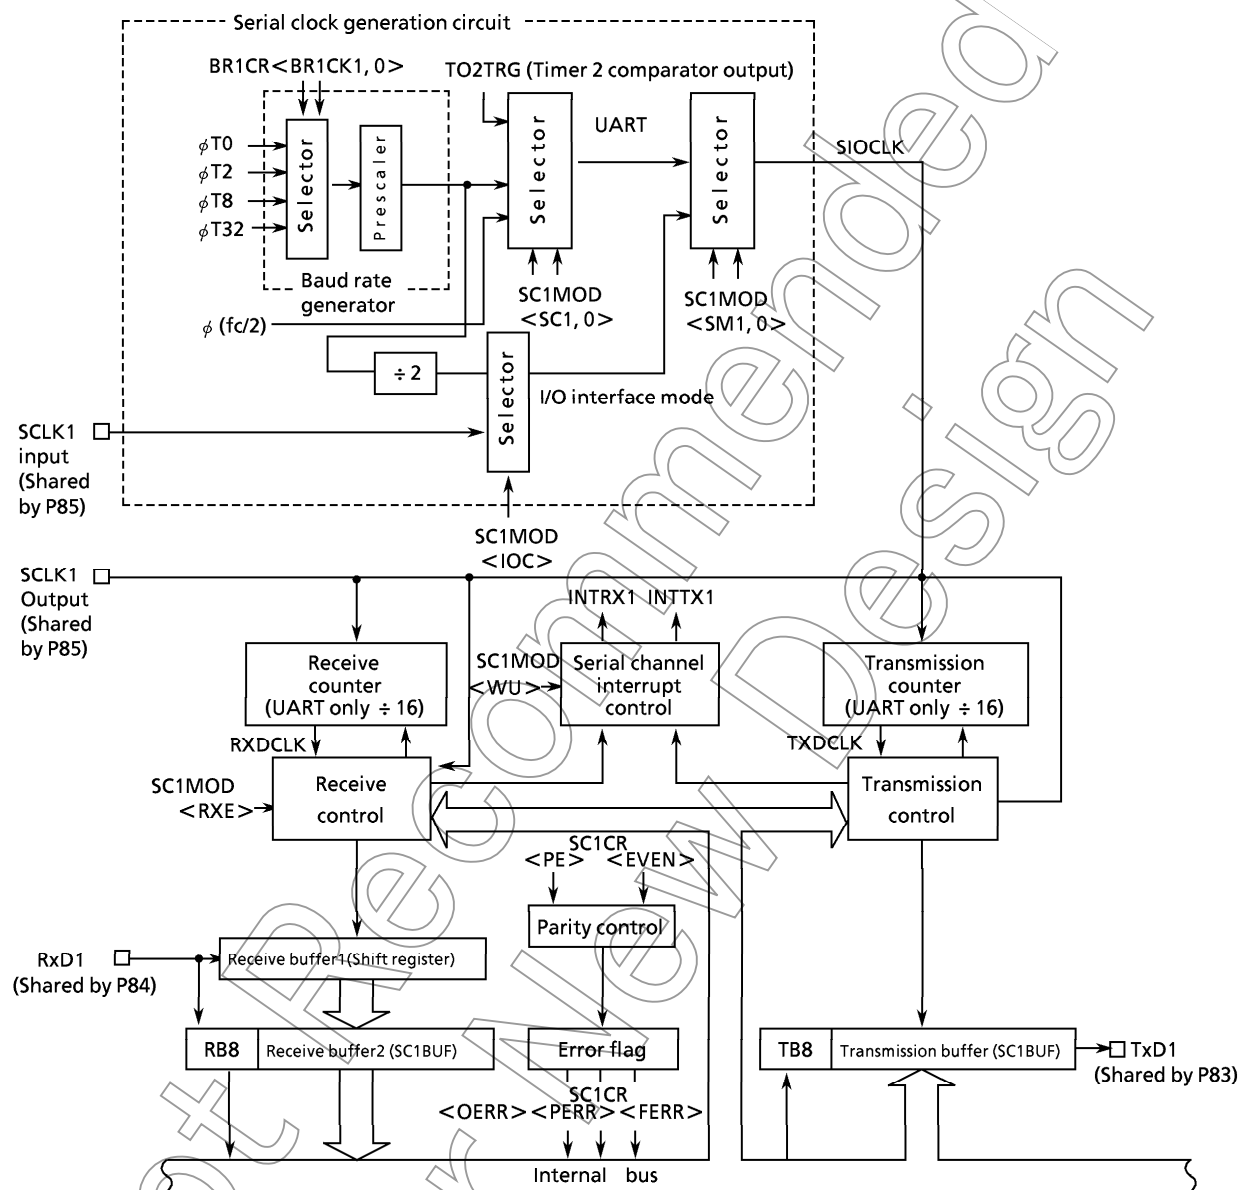 Serial clock generation circuit
BR1CR<BR1CK1, 0>
TO2TRG (Timer 2 comparator output)
UART
SIOCLK
φT0
φT2
φT8
φT32
Selector
Prescaler
Selector
Selector
Baud rate
generator
SC1MOD
<SC1, 0>
SC1MOD
<SM1, 0>
φ (fc/2)
÷ 2
Selector
I/O interface mode
SCLK1
input
(Shared
by P85)
SC1MOD
<IOC>
SCLK1
Output
(Shared
by P85)
INTRX1 INTTX1
Receive
counter
(UART only ÷ 16)
SC1MOD
<WU>
Serial channel
interrupt
control
Transmission
counter
(UART only ÷ 16)
RXDCLK
TXDCLK
SC1MOD
<RXE>
Receive
control
Transmission
control
SC1CR
<PE> <EVEN>
Parity control
RxD1
(Shared by P84)
Receive buffer1(Shift register)
RB8
Receive buffer2 (SC1BUF)
Error flag
TB8
Transmission buffer (SC1BUF)
TxD1
(Shared by P83)
SC1CR
<OERR> <PERR> <FERR>
Internal bus
ot Recommended
r New Design